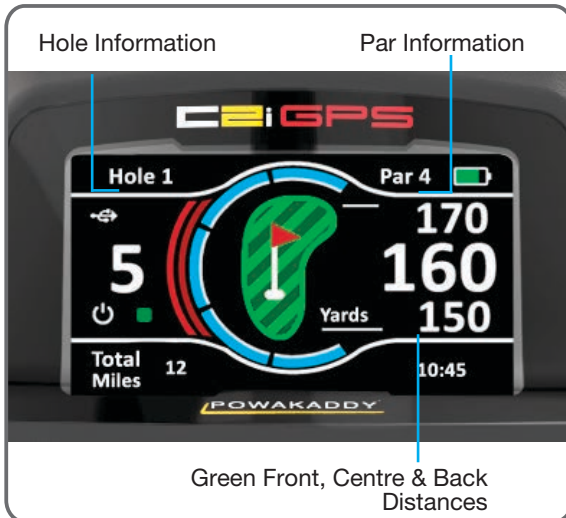 Hole Information
Par Information
C2i GPS
Hole 1
Par 4
170
5
160
Yards
150
Total
Miles
12
10:45
POWAKADDY
Green Front, Centre & Back
Distances